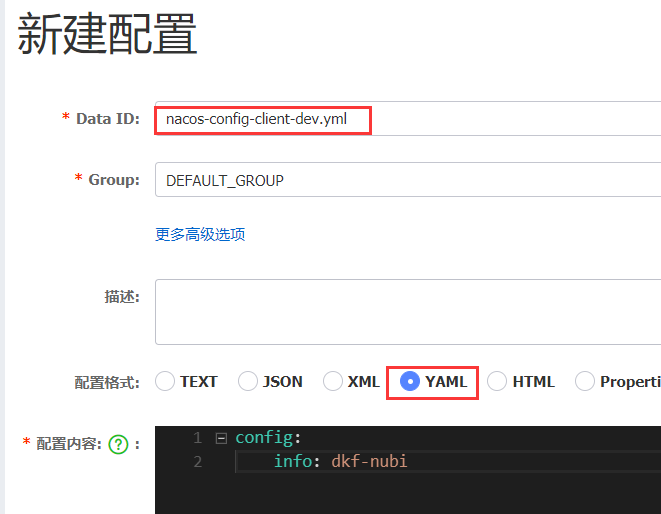 新建配置
* Data ID: nacos-config-client-dev.yml
* Group: DEFAULT_GROUP
更多高级选项
描述:
配置格式: TEXT JSON XML YAML HTML Properti
* 配置内容: ? :
1 config:
2 info: dkf-nubi